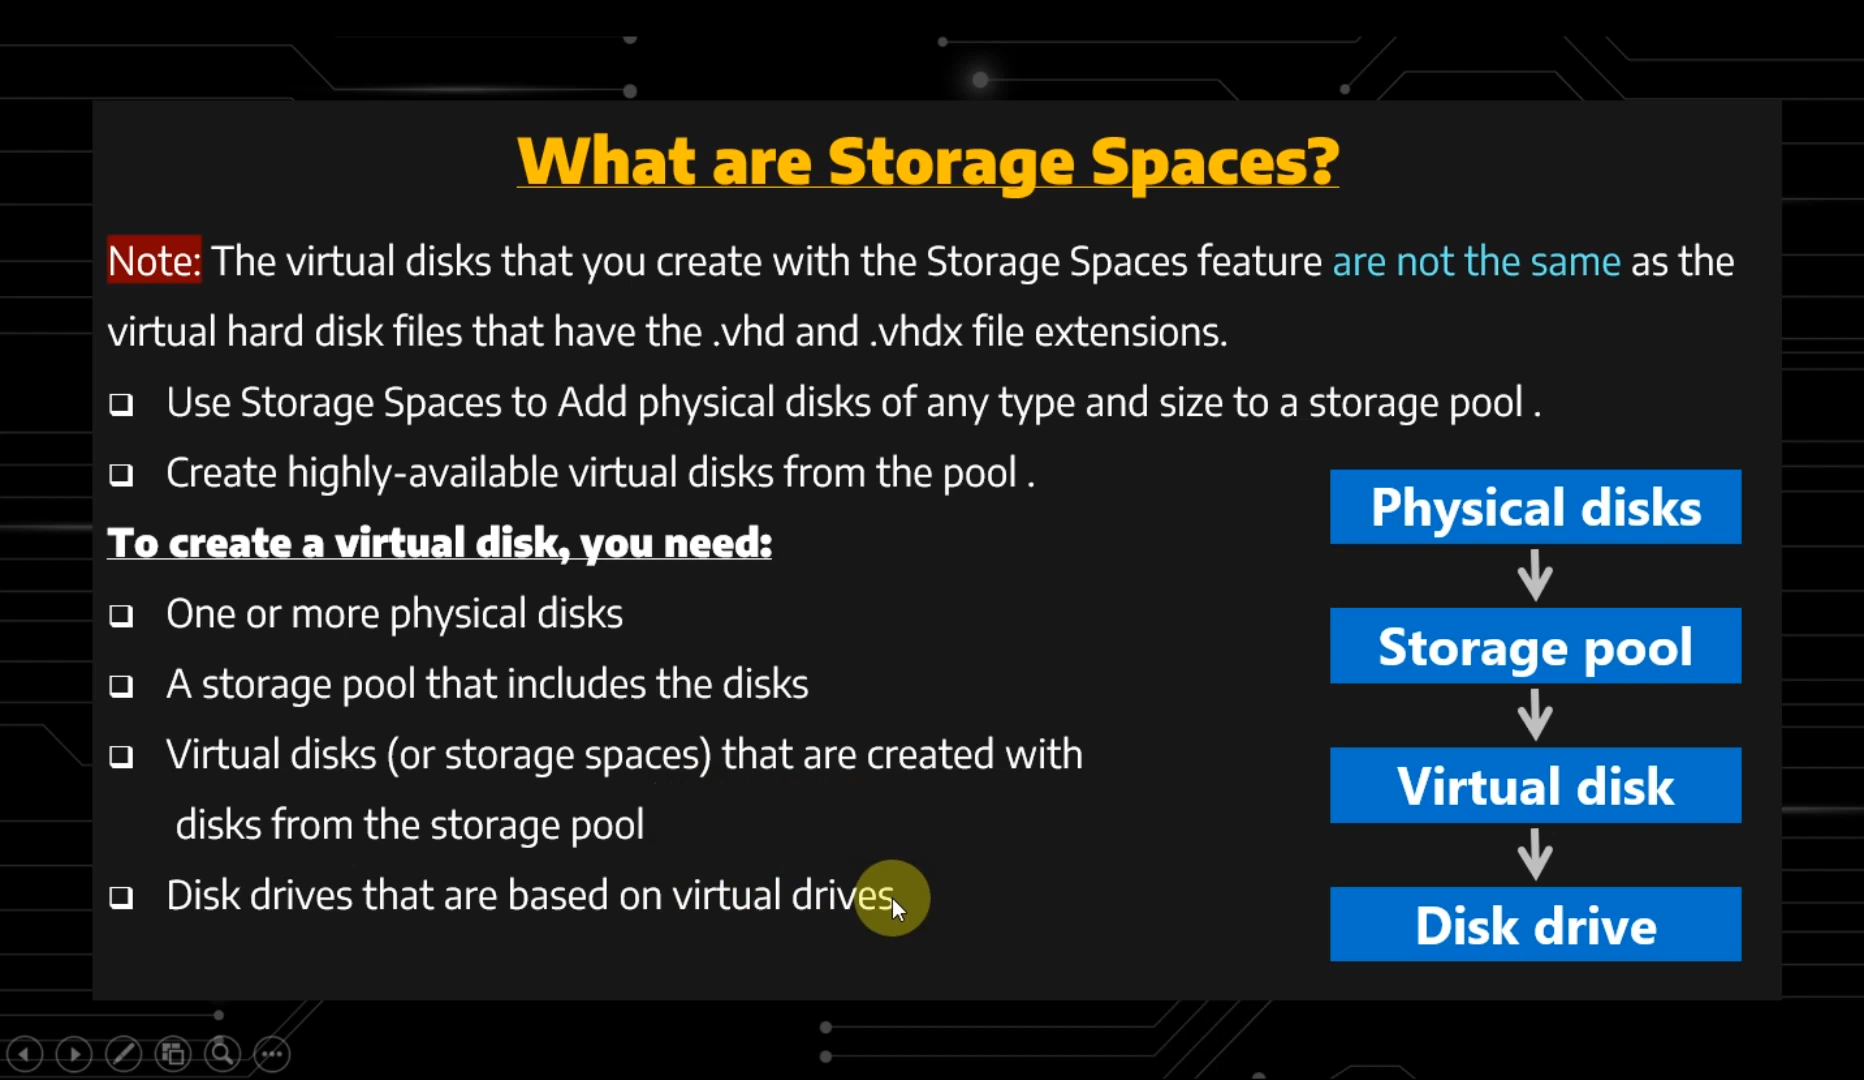 What are Storage Spaces?
Note: The virtual disks that you create with the Storage Spaces feature are not the same as the
virtual hard disk files that have the .vhd and .vhdx file extensions.
❑ Use Storage Spaces to Add physical disks of any type and size to a storage pool .
❑ Create highly-available virtual disks from the pool .
To create a virtual disk, you need:
❑ One or more physical disks
❑ A storage pool that includes the disks
❑ Virtual disks (or storage spaces) that are created with
disks from the storage pool
❑ Disk drives that are based on virtual drives.
Physical disks
Storage pool
Virtual disk
Disk drive